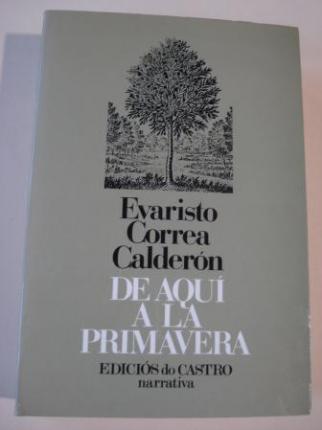 Evaristo
Correa
Calderón
DE AQUÍ
A LA
PRIMAVERA
EDICIÓS do CASTRO
narrativa